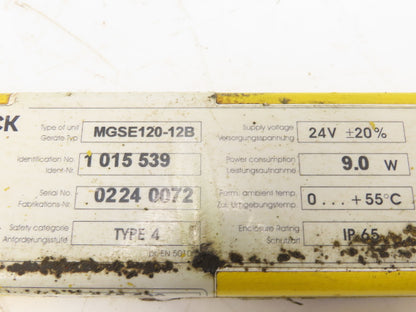 CK
Type of unit MGSE120-12B Supply voltage 24V ±20%
Geräte Typ Versorgungsspannung
Identification No. 1 015 539 Power consumption 9.0 W
Ident-Nr. Leistungsaufnahme
Serial No. 0224 0072 Perm. ambient temp. 0...+55°C
Fabrikations-Nr. Zul. Umgebungstemp.
Safety category TYPE 4 Enclosure Rating IP 65
Anforderungsstufe Schutzart